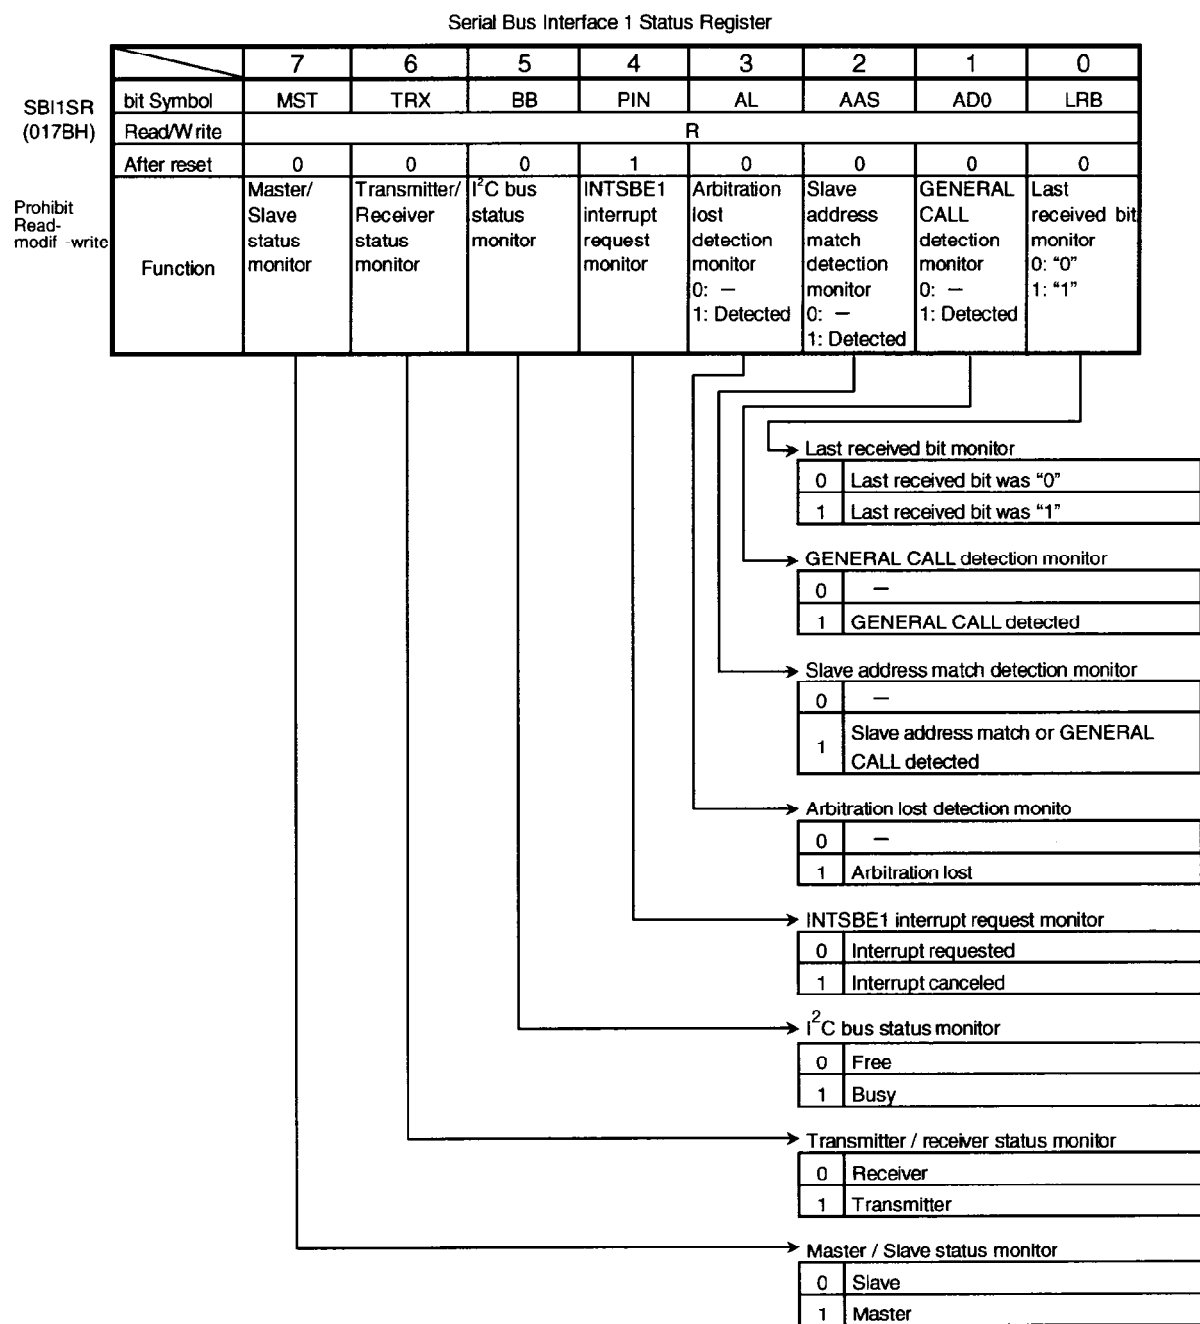 Serial Bus Interface 1 Status Register
7 6 5 4 3 2 1 0
SBI1SR
(017BH)
bit Symbol MST TRX BB PIN AL AAS AD0 LRB
Read/Write R
After reset 0 0 0 1 0 0 0 0
Prohibit
Read-
modif -write
Function
Master/
Slave
status
monitor
Transmitter/
Receiver
status
monitor
I²C bus
status
monitor
INTSBE1
interrupt
request
monitor
Arbitration
lost
detection
monitor
0: —
1: Detected
Slave
address
match
detection
monitor
0: —
1: Detected
GENERAL
CALL
detection
monitor
0: —
1: Detected
Last
received bit
monitor
0: “0”
1: “1”
Last received bit monitor
0 Last received bit was “0”
1 Last received bit was “1”
GENERAL CALL detection monitor
0 —
1 GENERAL CALL detected
Slave address match detection monitor
0 —
1 Slave address match or GENERAL
CALL detected
Arbitration lost detection monito
0 —
1 Arbitration lost
INTSBE1 interrupt request monitor
0 Interrupt requested
1 Interrupt canceled
I²C bus status monitor
0 Free
1 Busy
Transmitter / receiver status monitor
0 Receiver
1 Transmitter
Master / Slave status monitor
0 Slave
1 Master